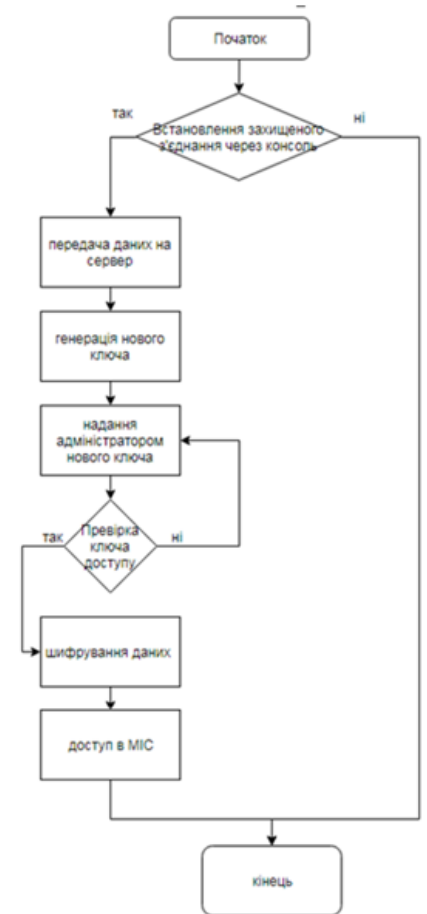 Початок
так
ні
Встановлення захищеного
з'єднання через консоль
передача даних на
сервер
генерація нового
ключа
надання
адміністратором
нового ключа
так
Превірка
ключа
доступу
ні
шифрування даних
доступ в МІС
кінець